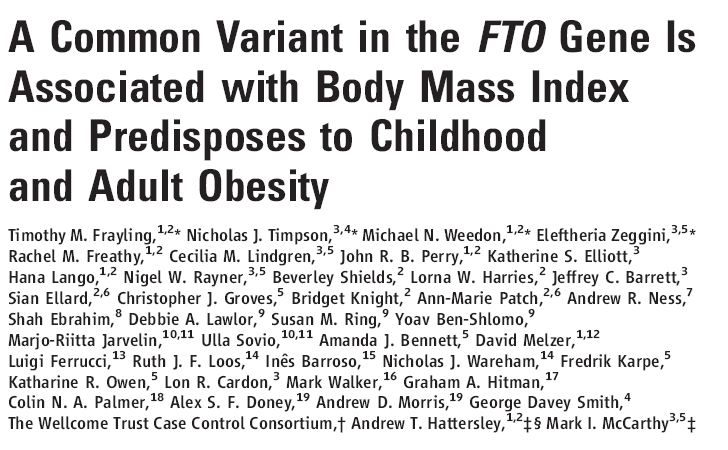 A Common Variant in the FTO Gene Is
Associated with Body Mass Index
and Predisposes to Childhood
and Adult Obesity
Timothy M. Frayling,1,2* Nicholas J. Timpson,3,4* Michael N. Weedon,1,2* Eleftheria Zeggini,3,5*
Rachel M. Freathy,1,2 Cecilia M. Lindgren,3,5 John R. B. Perry,1,2 Katherine S. Elliott,3
Hana Lango,1,2 Nigel W. Rayner,3,5 Beverley Shields,2 Lorna W. Harries,2 Jeffrey C. Barrett,3
Sian Ellard,2,6 Christopher J. Groves,5 Bridget Knight,2 Ann-Marie Patch,2,6 Andrew R. Ness,7
Shah Ebrahim,8 Debbie A. Lawlor,9 Susan M. Ring,9 Yoav Ben-Shlomo,9
Marjo-Riitta Jarvelin,10,11 Ulla Sovio,10,11 Amanda J. Bennett,5 David Melzer,1,12
Luigi Ferrucci,13 Ruth J. F. Loos,14 Inês Barroso,15 Nicholas J. Wareham,14 Fredrik Karpe,5
Katharine R. Owen,5 Lon R. Cardon,3 Mark Walker,16 Graham A. Hitman,17
Colin N. A. Palmer,18 Alex S. F. Doney,19 Andrew D. Morris,19 George Davey Smith,4
The Wellcome Trust Case Control Consortium,† Andrew T. Hattersley,1,2‡§ Mark I. McCarthy3,5‡